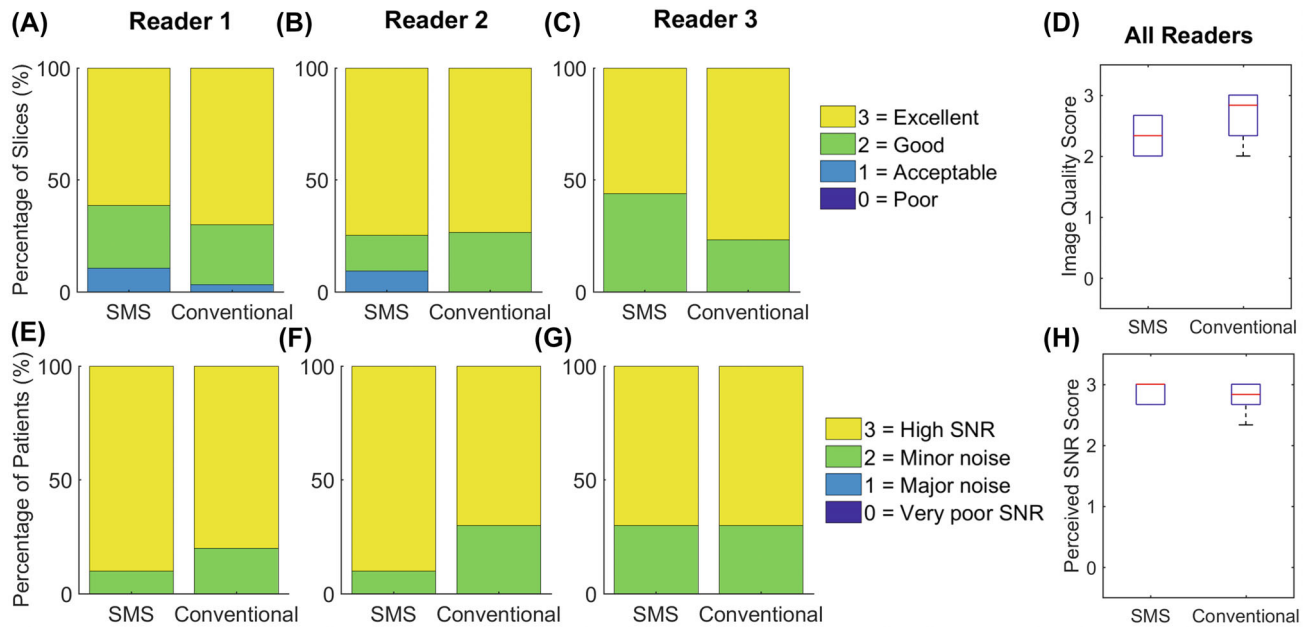 (A) Reader 1 (B) Reader 2 (C) Reader 3 (D) All Readers
Percentage of Slices (%)
100
50
0
SMS Conventional
100
50
0
SMS Conventional
100
50
0
SMS Conventional
3 = Excellent
2 = Good
1 = Acceptable
0 = Poor
Image Quality Score
3
2
1
0
SMS Conventional
(E) (F) (G) (H)
Percentage of Patients (%)
100
50
0
SMS Conventional
100
50
0
SMS Conventional
100
50
0
SMS Conventional
3 = High SNR
2 = Minor noise
1 = Major noise
0 = Very poor SNR
Perceived SNR Score
3
2
1
0
SMS Conventional